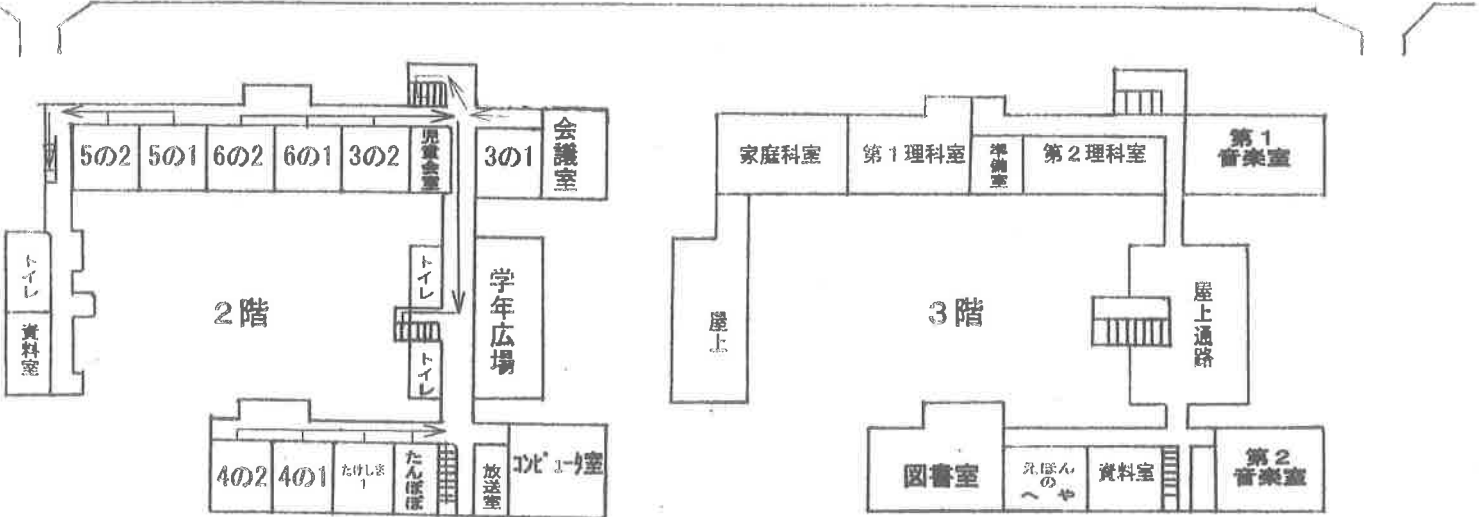 5の2
5の1
6の2
6の1
3の2
児童会室
3の1
会議室
トイレ
資料室
2階
トイレ
トイレ
学年広場
4の2
4の1
たけしま
1
たんぽぽ
放送室
コンピュータ室
家庭科室
第1理科室
準備室
第2理科室
第1
音楽室
屋上
3階
屋上通路
図書室
えほん
の
へや
資料室
第2
音楽室